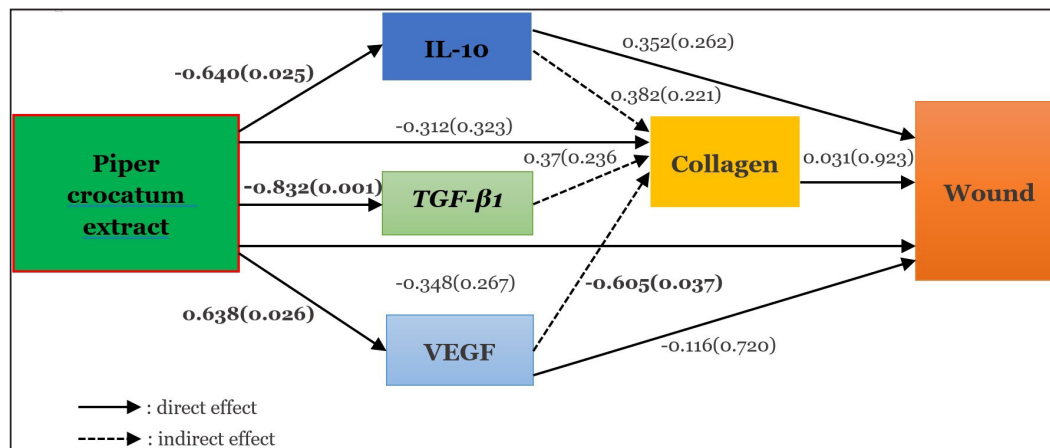 IL-10
0.352(0.262)
-0.640(0.025)
0.382(0.221)
-0.312(0.323)
Piper
crocatum
extract
0.37(0.236
Collagen
0.031(0.923)
-0.832(0.001)
TGF-β1
Wound
-0.348(0.267)
-0.605(0.037)
0.638(0.026)
VEGF
-0.116(0.720)
: direct effect
: indirect effect